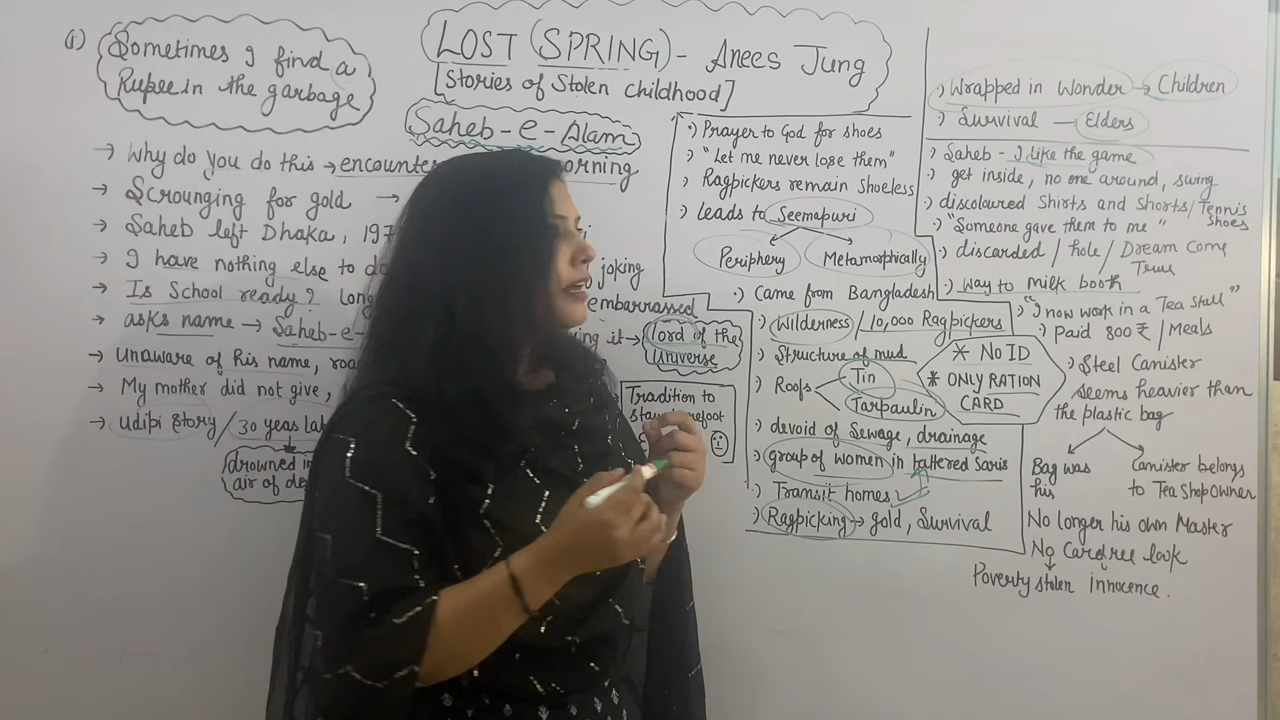 (i) Sometimes I find a
Rupee in the garbage
LOST (SPRING) - Anees Jung
[Stories of Stolen Childhood]
Saheb-e-Alam
→ Why do you do this → encounter orning
→ Scrounging for gold →
→ Saheb left Dhaka, 197
→ I have nothing else to do joking
→ Is School ready? Long embarrassed
→ asks name → Saheb-e- it → lord of the
Universe
→ Unaware of his name, roa
→ My mother did not give,
→ Udipi Story / 30 years
drowned in
air of de
Tradition to
barefoot
·) Prayer to God for shoes
·) "Let me never lose them"
·) Ragpickers remain shoeless
·) leads to Seemapuri
Periphery Metamorphically
·) Came from Bangladesh
·) Wilderness / 10,000 Ragpickers
·) Structure of mud
·) Roofs Tin
Tarpaulin
·) devoid of Sewage, drainage
·) group of women in tattered Saris
·) Transit homes
·) Ragpicking → gold, Survival
* NO ID
* ONLY RATION
CARD
·) Wrapped in Wonder → Children
·) Survival — Elders
·) Saheb - I like the game
·) get inside, no one around, swing
·) discoloured Shirts and Shorts / Tennis
Shoes
·) "Someone gave them to me"
·) discarded / hole / Dream Come
True
·) way to milk booth
·) "I now work in a Tea Stall"
·) paid 800 ₹ / Meals
·) Steel Canister
seems heavier than
the plastic bag
Bag was
his
Canister belongs
to Tea Shop Owner
No longer his own Master
No Carefree look
Poverty stolen innocence.